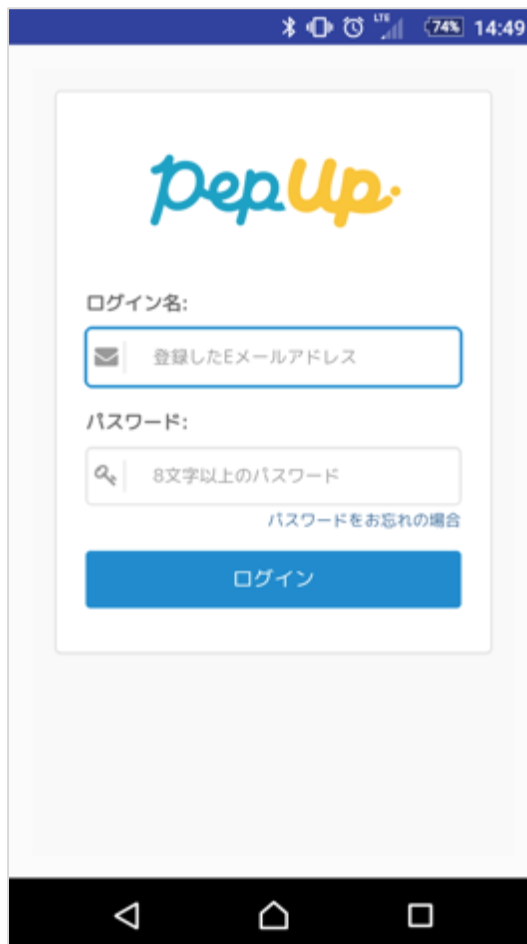 LTE
74% 14:49
PepUp
ログイン名:
登録したEメールアドレス
パスワード:
8文字以上のパスワード
パスワードをお忘れの場合
ログイン